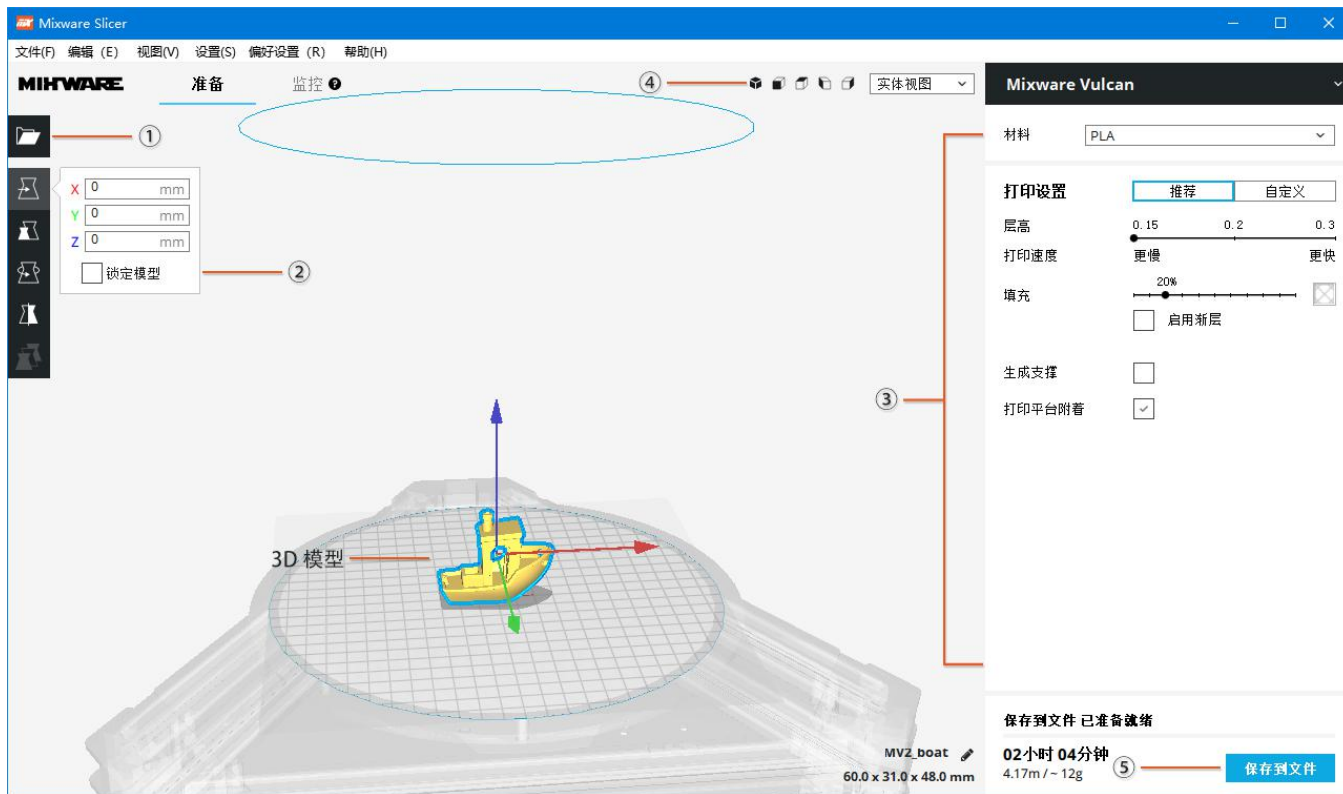 Mixware Slicer
文件(F) 编辑 (E) 视图(V) 设置(S) 偏好设置 (R) 帮助(H)
MIXWARE 准备 监控 ? ④ 实体视图
Mixware Vulcan
①
材料 PLA
X 0 mm
Y 0 mm
Z 0 mm
锁定模型 ②
打印设置 推荐 自定义
层高 0.15 0.2 0.3
打印速度 更慢 更快
填充 20%
启用渐层
生成支撑
③
打印平台附着
3D 模型
MV2_boat
60.0 x 31.0 x 48.0 mm
保存到文件 已准备就绪
02小时 04分钟
4.17m / ~ 12g
⑤ 保存到文件